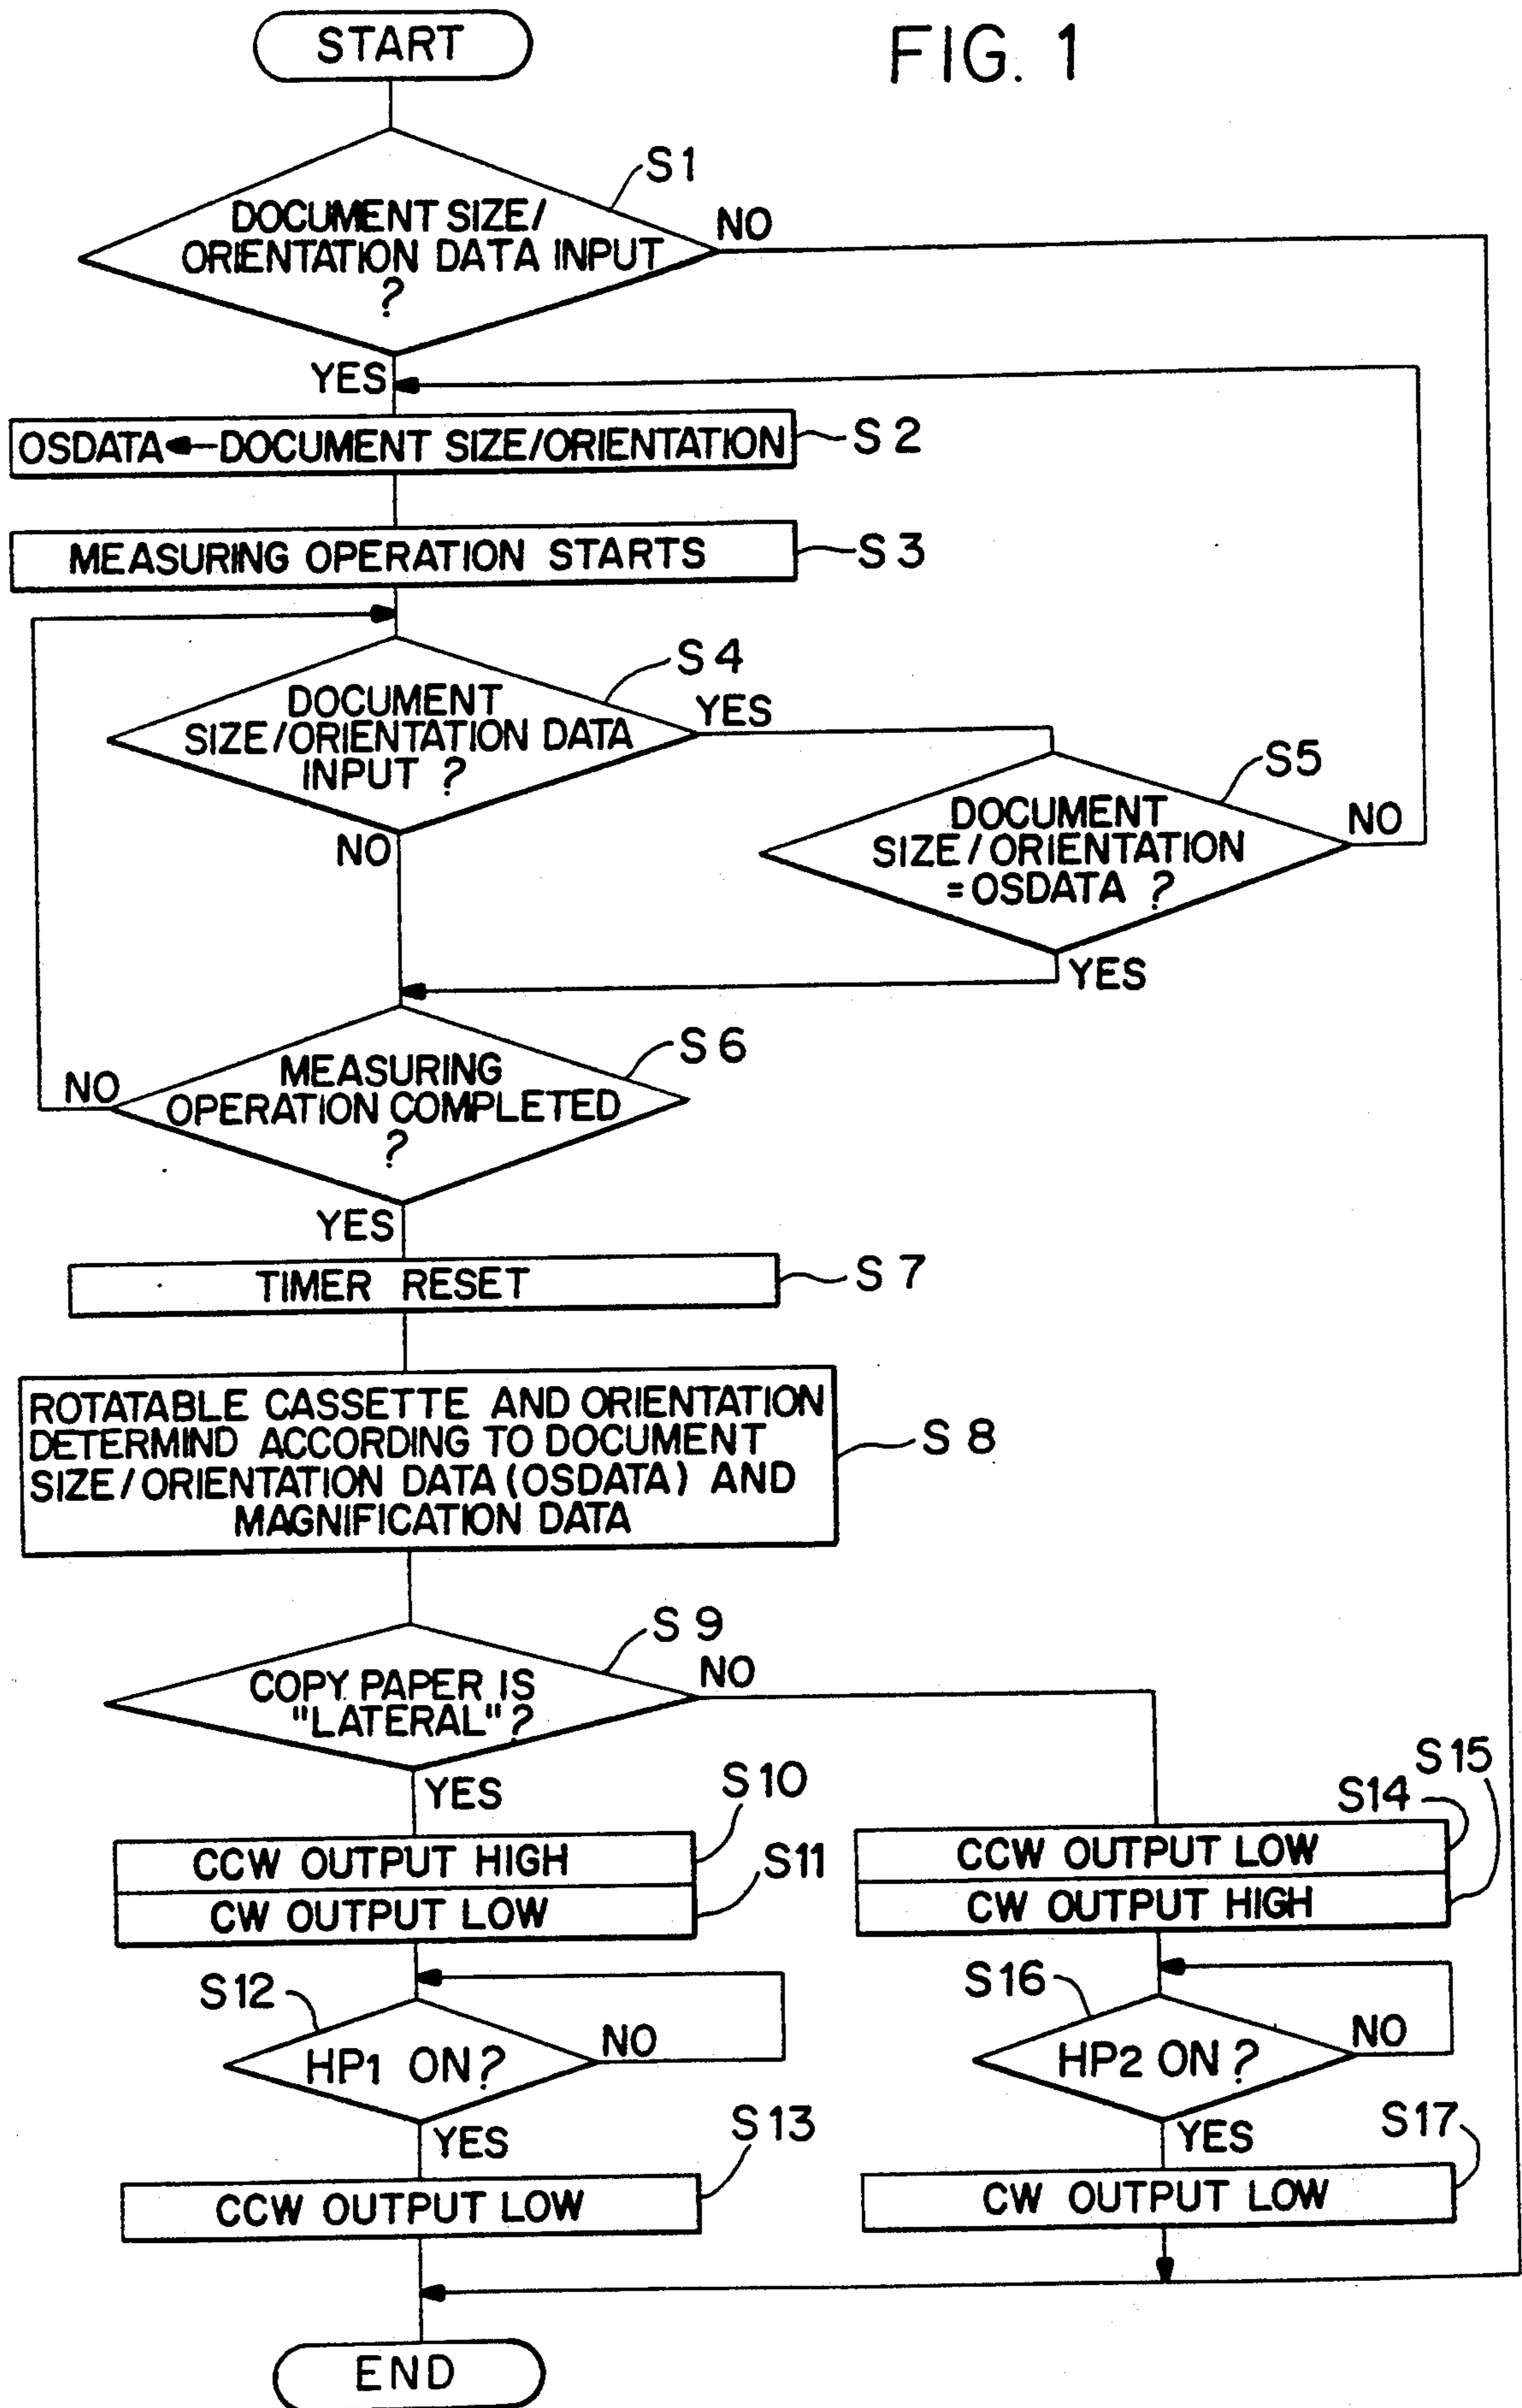 START
FIG. 1
S1
DOCUMENT SIZE/
ORIENTATION DATA INPUT
?
NO
YES
OSDATA←DOCUMENT SIZE/ORIENTATION
S2
MEASURING OPERATION STARTS
S3
S4
DOCUMENT
SIZE/ORIENTATION DATA
INPUT ?
YES
NO
S5
DOCUMENT
SIZE/ORIENTATION
=OSDATA ?
NO
YES
S6
MEASURING
OPERATION COMPLETED
?
NO
YES
TIMER RESET
S7
ROTATABLE CASSETTE AND ORIENTATION
DETERMIND ACCORDING TO DOCUMENT
SIZE/ORIENTATION DATA (OSDATA) AND
MAGNIFICATION DATA
S8
S9
COPY PAPER IS
"LATERAL"?
NO
YES
S10
CCW OUTPUT HIGH
S11
CW OUTPUT LOW
S12
HP1 ON?
NO
YES
S13
CCW OUTPUT LOW
S15
S14
CCW OUTPUT LOW
CW OUTPUT HIGH
S16
HP2 ON?
NO
YES
S17
CW OUTPUT LOW
END